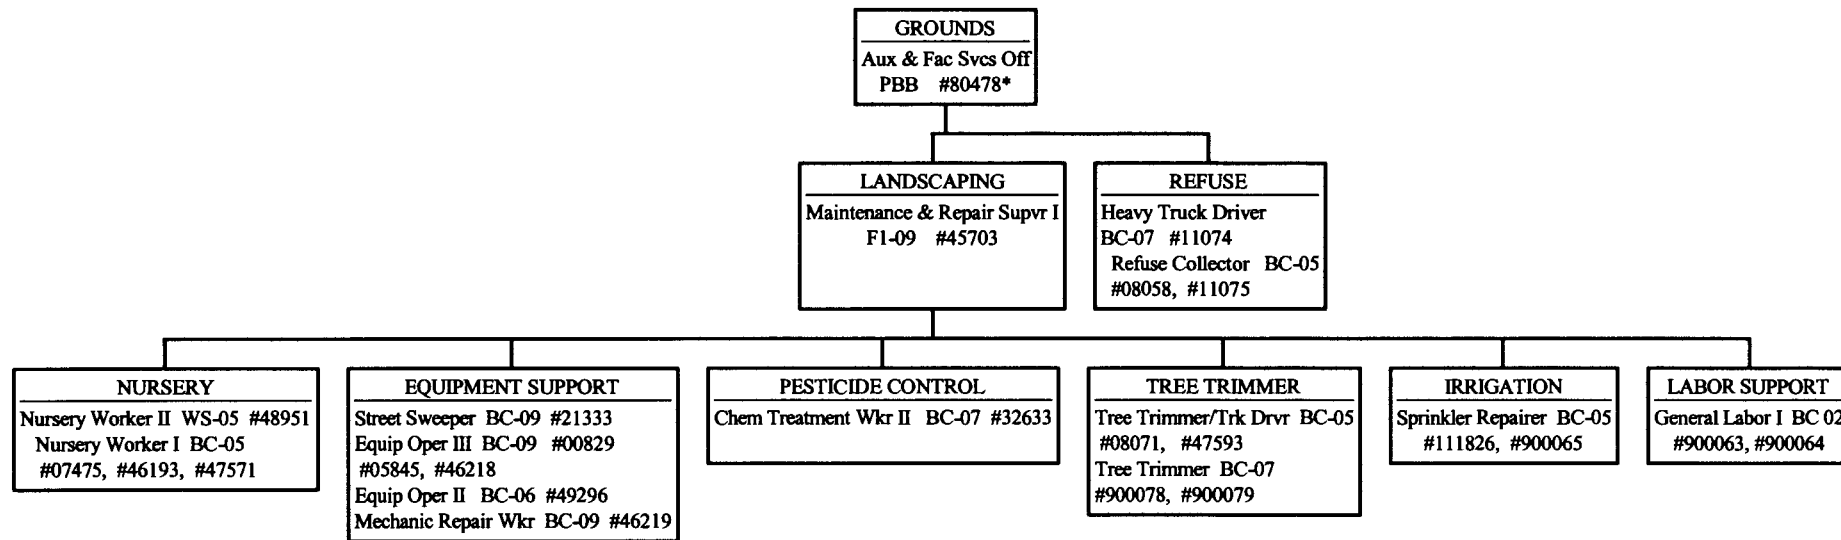 GROUNDS
Aux & Fac Svcs Off
PBB #80478*
LANDSCAPING
Maintenance & Repair Supvr I
F1-09 #45703
REFUSE
Heavy Truck Driver
BC-07 #11074
Refuse Collector BC-05
#08058, #11075
NURSERY
Nursery Worker II WS-05 #48951
Nursery Worker I BC-05
#07475, #46193, #47571
EQUIPMENT SUPPORT
Street Sweeper BC-09 #21333
Equip Oper III BC-09 #00829
#05845, #46218
Equip Oper II BC-06 #49296
Mechanic Repair Wkr BC-09 #46219
PESTICIDE CONTROL
Chem Treatment Wkr II BC-07 #32633
TREE TRIMMER
Tree Trimmer/Trk Drvr BC-05
#08071, #47593
Tree Trimmer BC-07
#900078, #900079
IRRIGATION
Sprinkler Repairer BC-05
#111826, #900065
LABOR SUPPORT
General Labor I BC 02
#900063, #900064